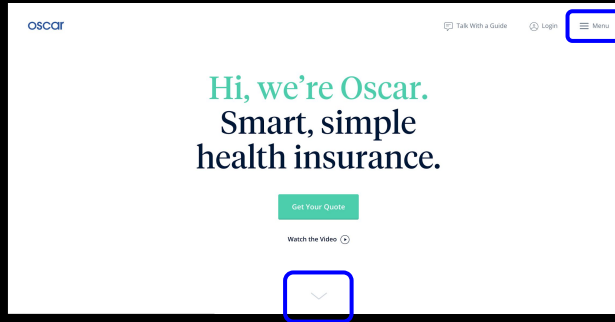 oscar
Talk With a Guide
Login
Menu
Hi, we're Oscar.
Smart, simple
health insurance.
Get Your Quote
Watch the Video